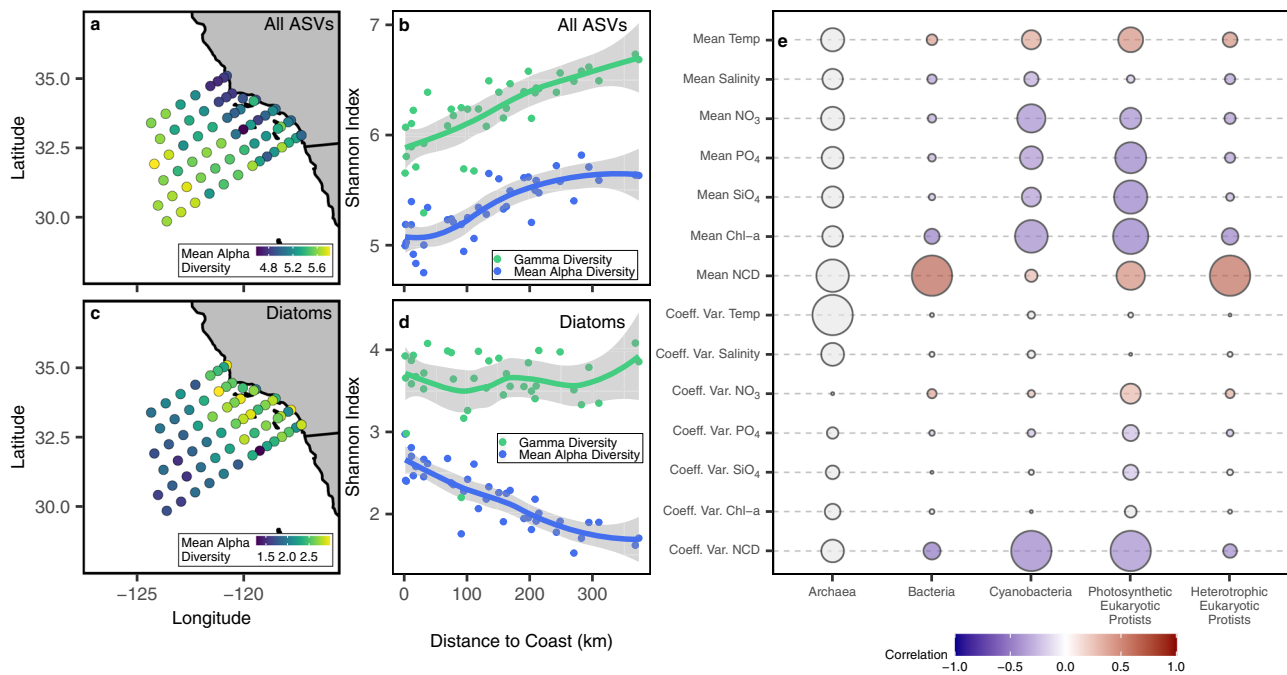 a
All ASVs
Latitude
35.0
32.5
30.0
Mean Alpha
Diversity
4.8 5.2 5.6
b
All ASVs
Shannon Index
7
6
5
Gamma Diversity
Mean Alpha Diversity
c
Diatoms
Latitude
35.0
32.5
30.0
Mean Alpha
Diversity
1.5 2.0 2.5
−125 −120
Longitude
d
Diatoms
Shannon Index
4
3
2
Gamma Diversity
Mean Alpha Diversity
0 100 200 300
Distance to Coast (km)
e
Mean Temp
Mean Salinity
Mean NO3
Mean PO4
Mean SiO4
Mean Chl−a
Mean NCD
Coeff. Var. Temp
Coeff. Var. Salinity
Coeff. Var. NO3
Coeff. Var. PO4
Coeff. Var. SiO4
Coeff. Var. Chl−a
Coeff. Var. NCD
Archaea
Bacteria
Cyanobacteria
Photosynthetic
Eukaryotic
Protists
Heterotrophic
Eukaryotic
Protists
Correlation
−1.0 −0.5 0.0 0.5 1.0